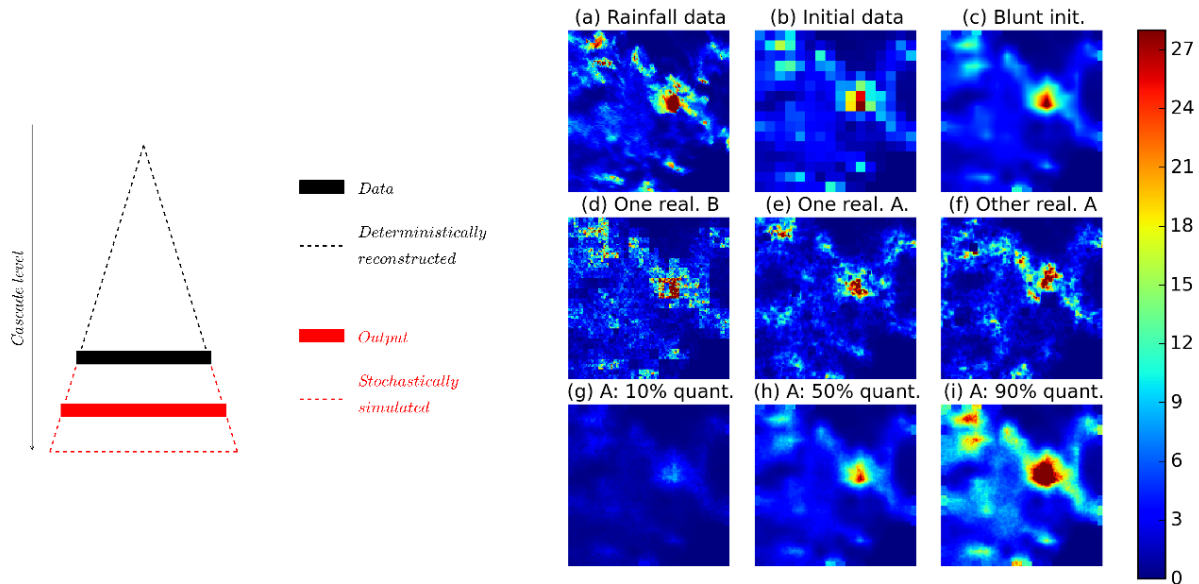 Cascade level
Data
Deterministically
reconstructed
Output
Stochastically
simulated
(a) Rainfall data
(b) Initial data
(c) Blunt init.
(d) One real. B
(e) One real. A.
(f) Other real. A
(g) A: 10% quant.
(h) A: 50% quant.
(i) A: 90% quant.
27
24
21
18
15
12
9
6
3
0